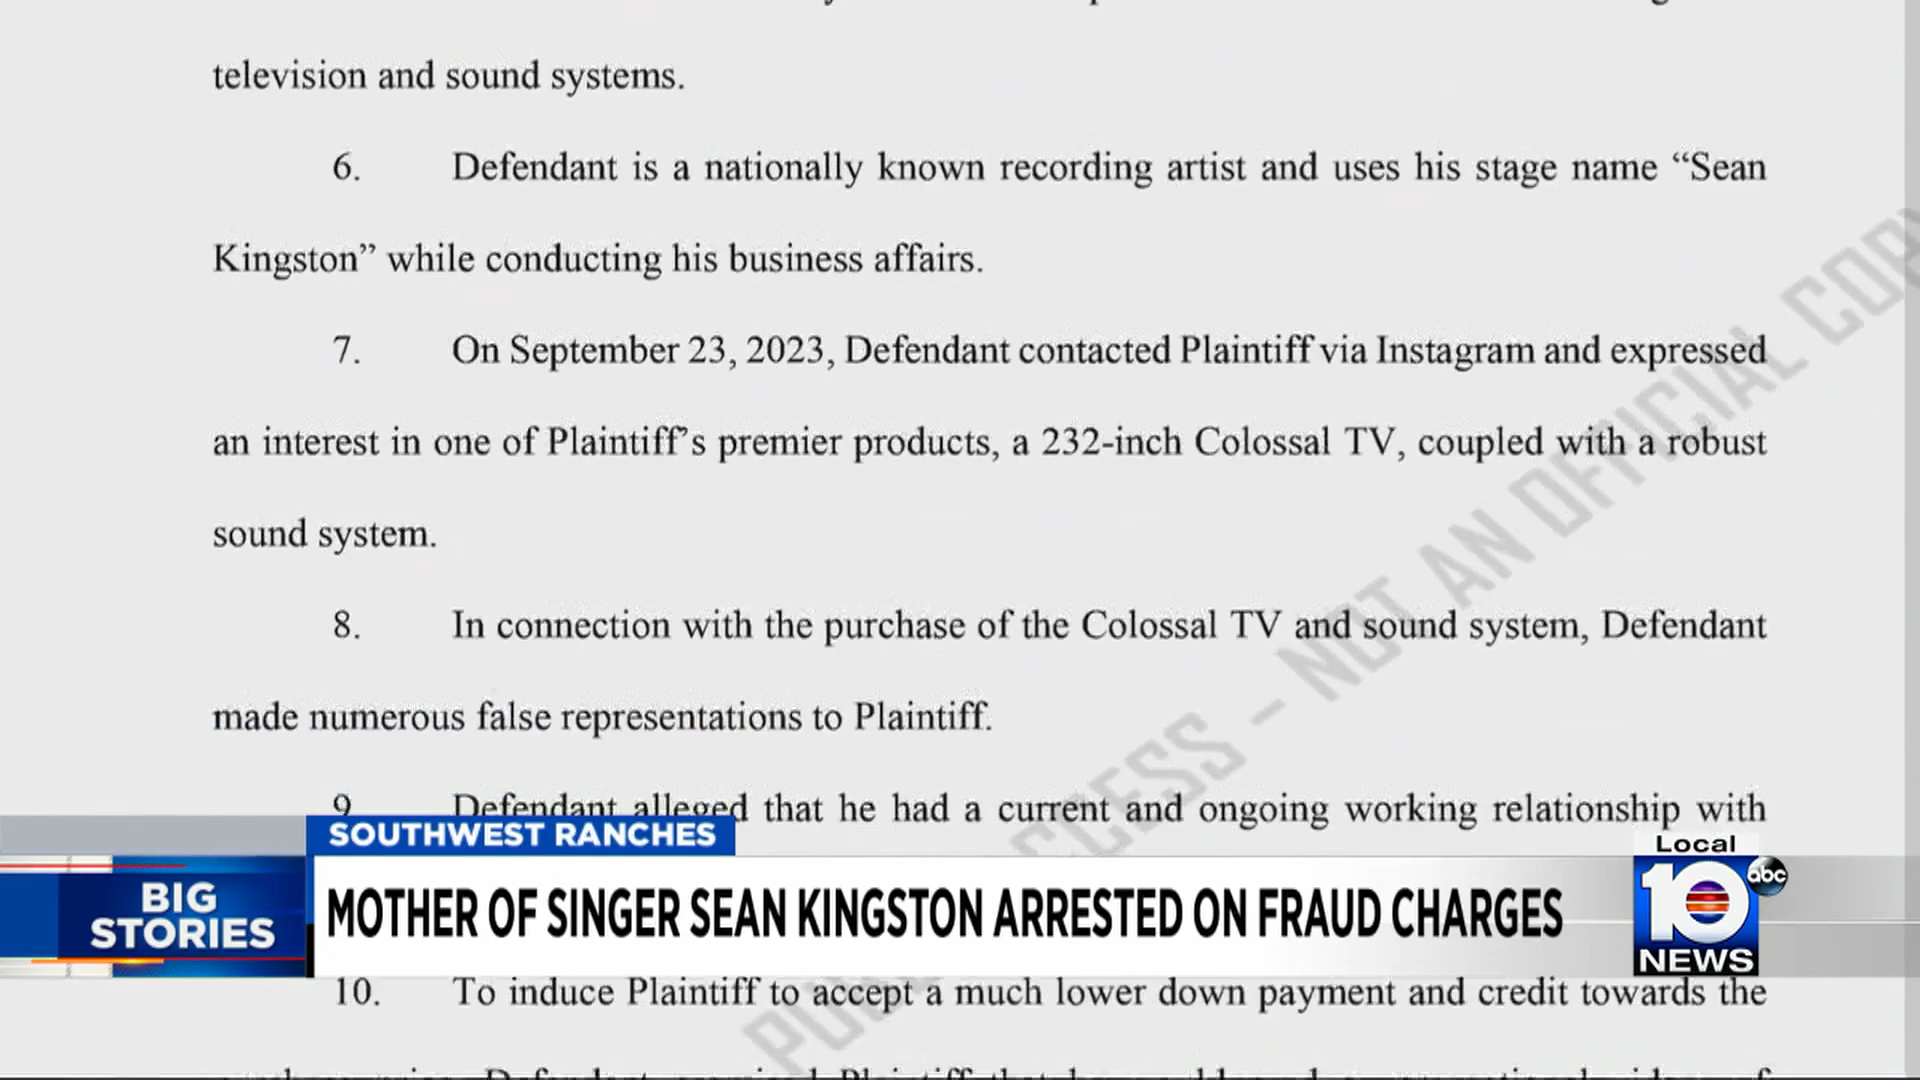 television and sound systems.
6. Defendant is a nationally known recording artist and uses his stage name “Sean
Kingston” while conducting his business affairs.
7. On September 23, 2023, Defendant contacted Plaintiff via Instagram and expressed
an interest in one of Plaintiff’s premier products, a 232-inch Colossal TV, coupled with a robust
sound system.
8. In connection with the purchase of the Colossal TV and sound system, Defendant
made numerous false representations to Plaintiff.
9. Defendant alleged that he had a current and ongoing working relationship with
SOUTHWEST RANCHES
BIG
STORIES
MOTHER OF SINGER SEAN KINGSTON ARRESTED ON FRAUD CHARGES
Local
10
abc
NEWS
10. To induce Plaintiff to accept a much lower down payment and credit towards the
– NOT AN OFFICIAL COPY